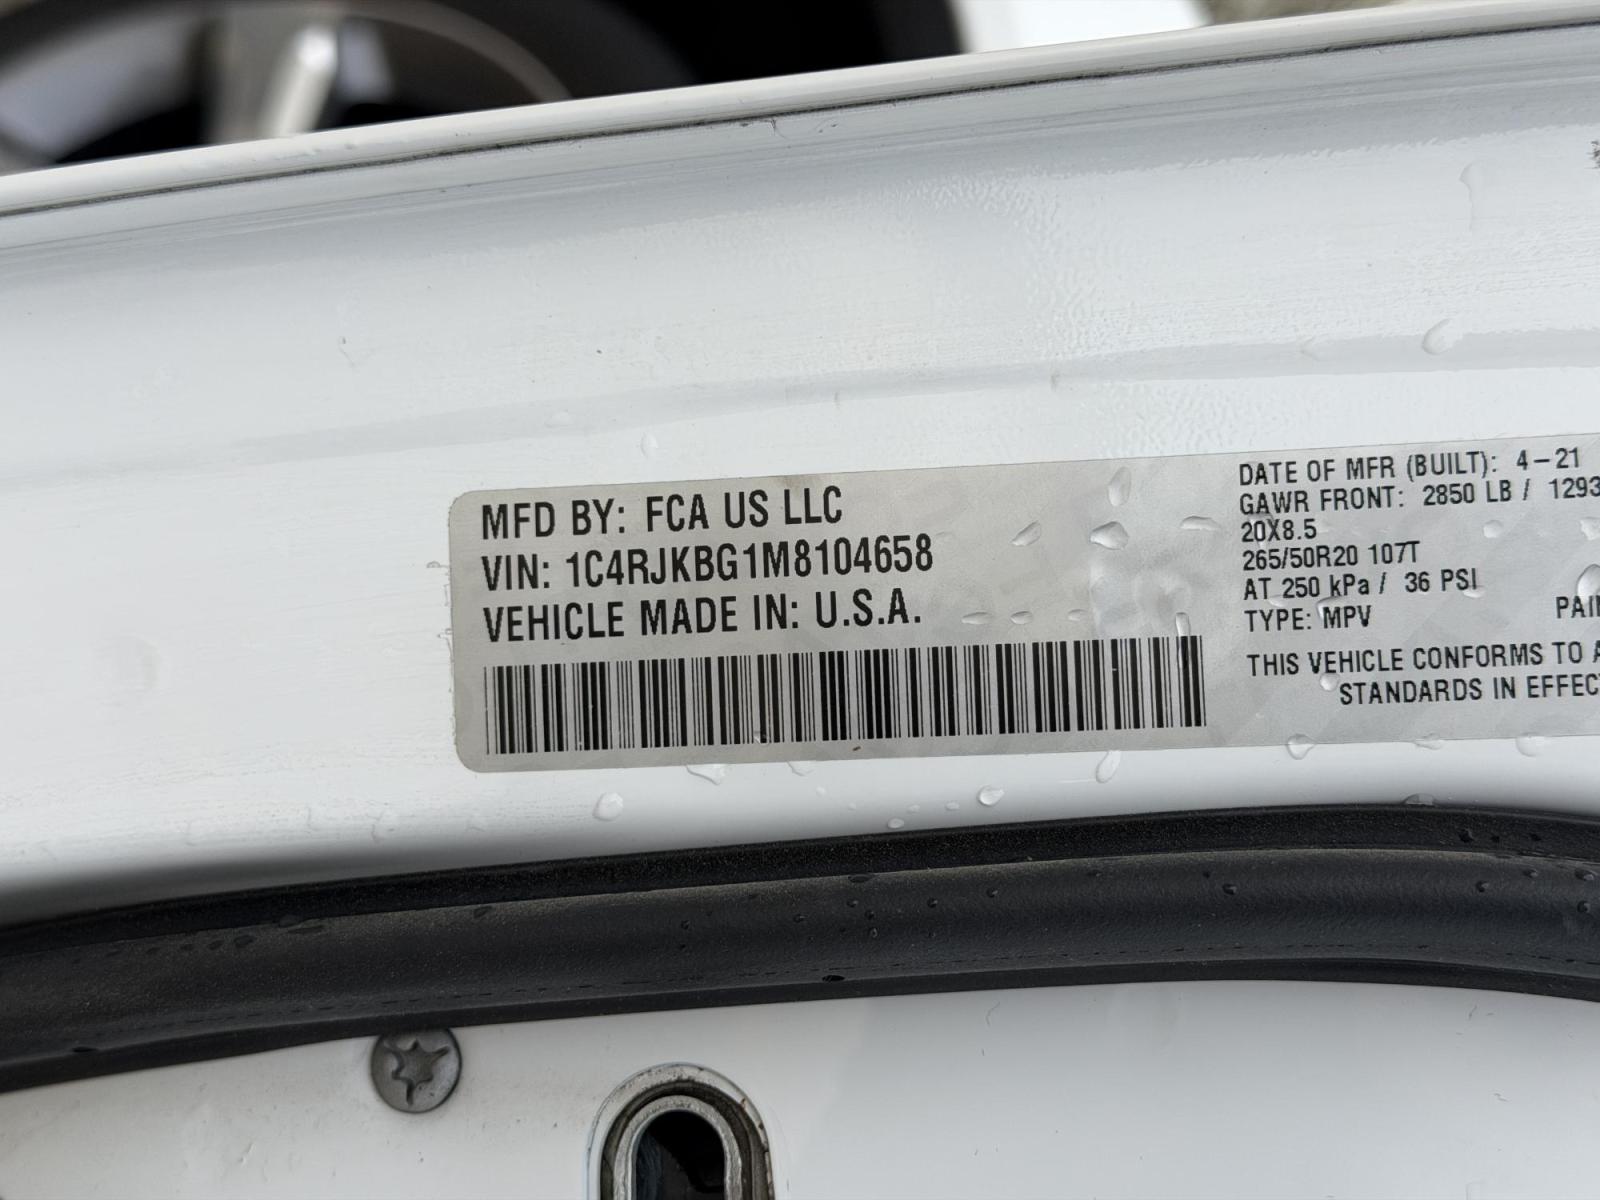 MFD BY: FCA US LLC
VIN: 1C4RJKBG1M8104658
VEHICLE MADE IN: U.S.A.
DATE OF MFR (BUILT): 4-21
GAWR FRONT: 2850 LB / 1293
20X8.5
265/50R20 107T
AT 250 kPa / 36 PSI
TYPE: MPV
THIS VEHICLE CONFORMS TO
STANDARDS IN